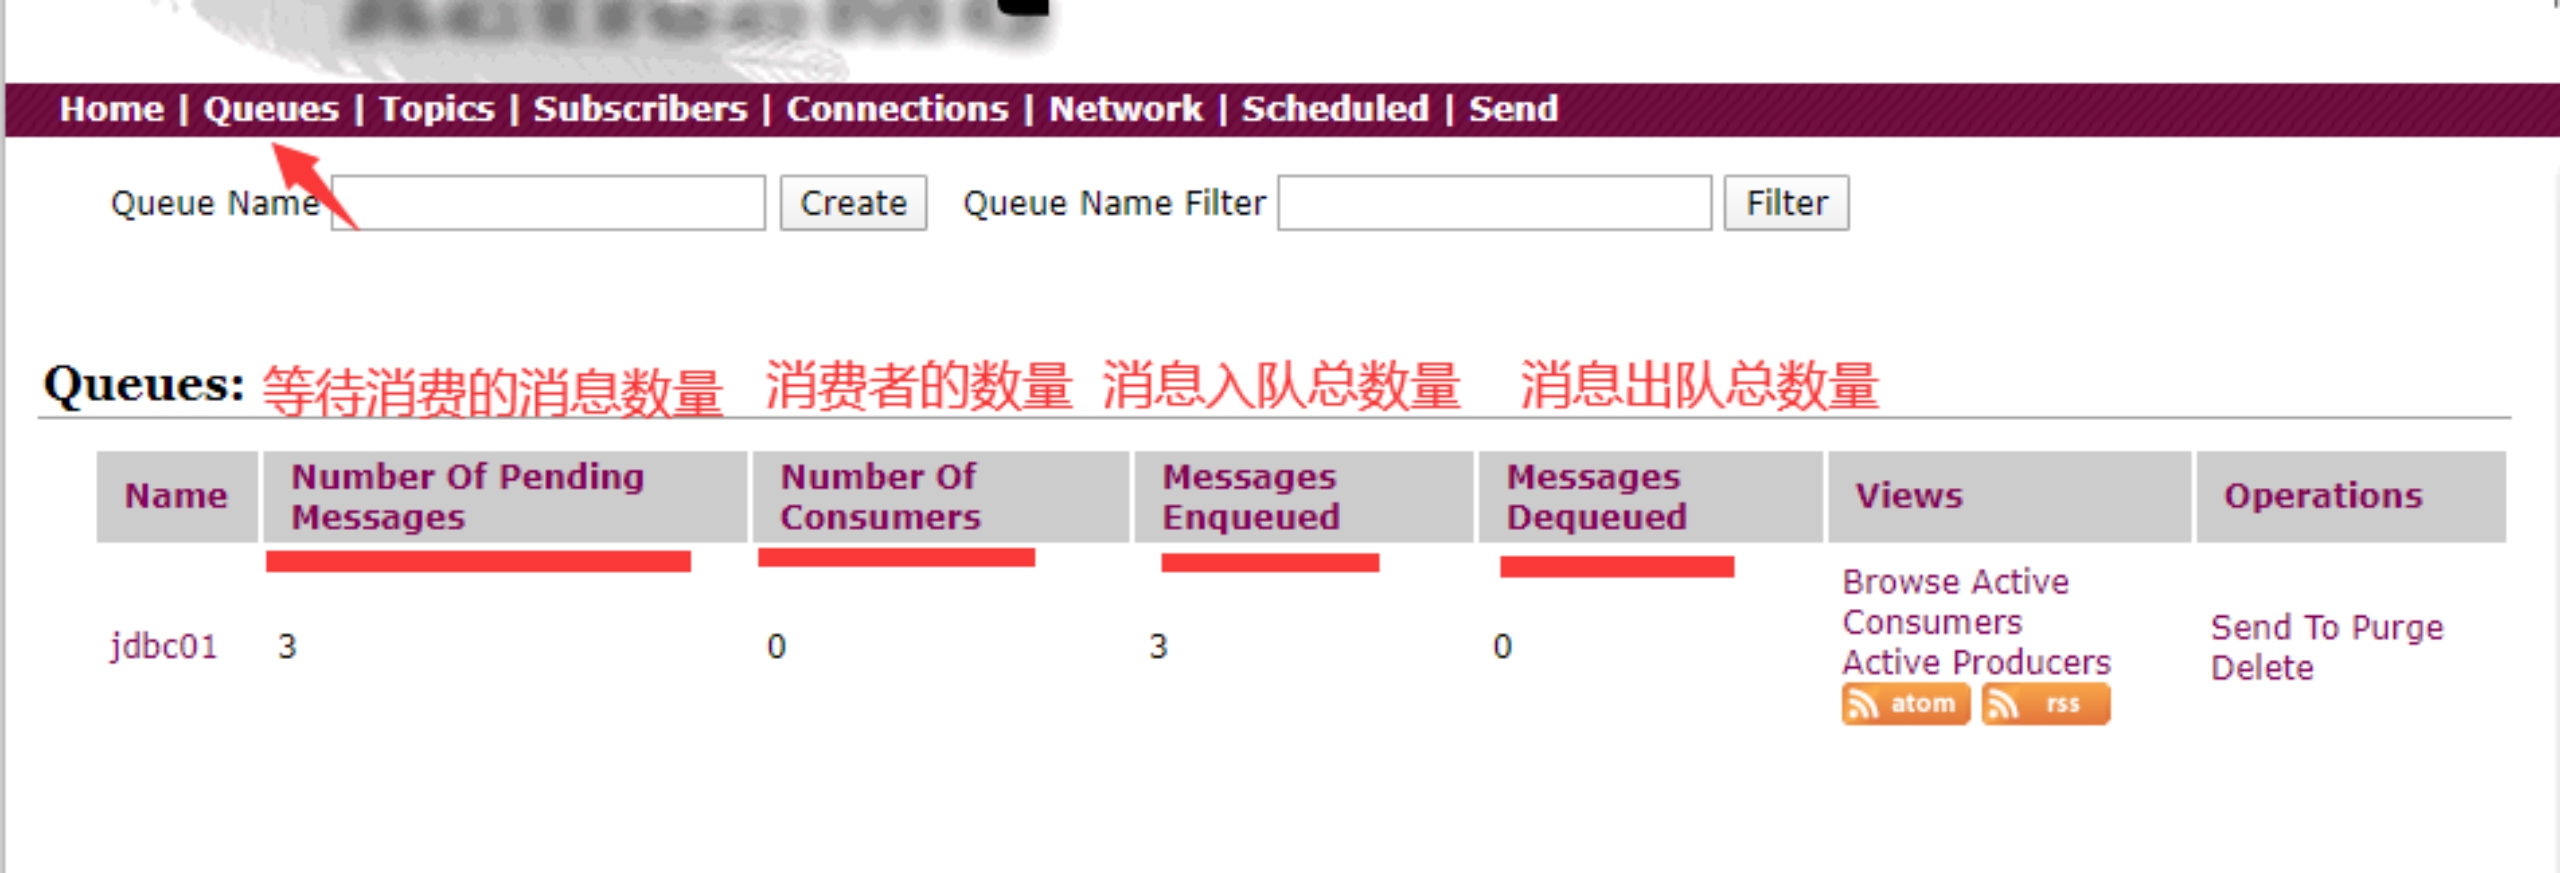 Home | Queues | Topics | Subscribers | Connections | Network | Scheduled | Send
Queue Name Create Queue Name Filter Filter
Queues: 等待消费的消息数量 消费者的数量 消息入队总数量 消息出队总数量
Name Number Of Pending Messages Number Of Consumers Messages Enqueued Messages Dequeued Views Operations
jdbc01 3 0 3 0
Browse Active
Consumers
Active Producers
atom rss
Send To Purge
Delete